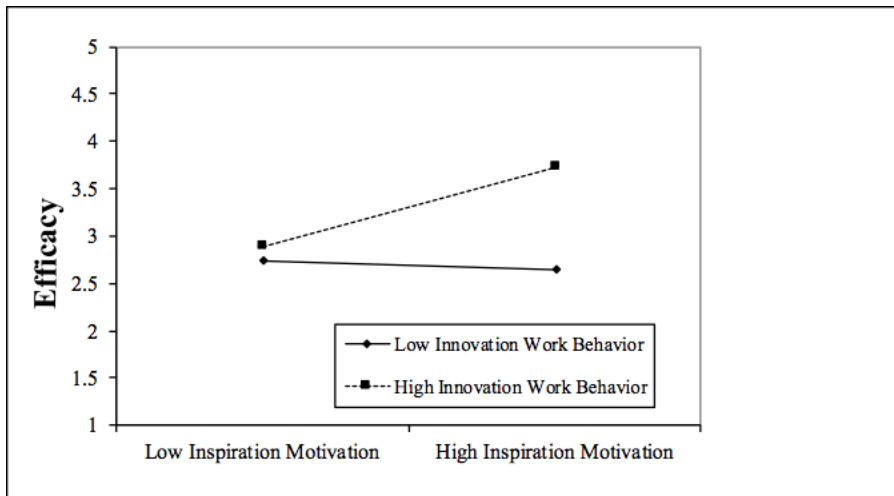 5
4.5
4
3.5
3
2.5
2
1.5
1
Efficacy
Low Innovation Work Behavior
High Innovation Work Behavior
Low Inspiration Motivation High Inspiration Motivation